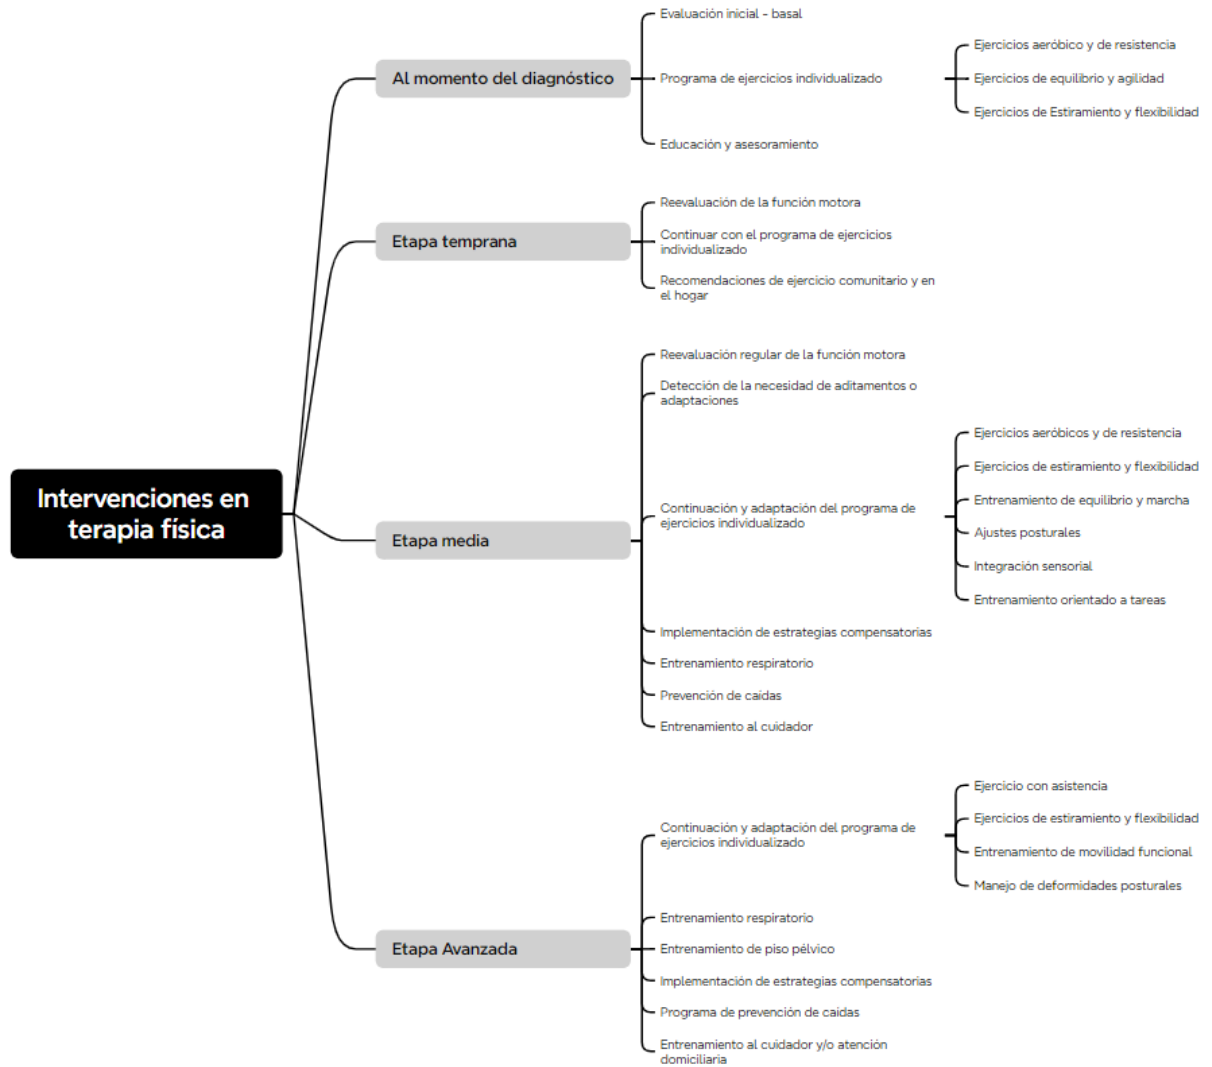 Intervenciones en
terapia física
Al momento del diagnóstico
Evaluación inicial - basal
Programa de ejercicios individualizado
Ejercicios aeróbico y de resistencia
Ejercicios de equilibrio y agilidad
Ejercicios de Estiramiento y flexibilidad
Educación y asesoramiento
Etapa temprana
Reevaluación de la función motora
Continuar con el programa de ejercicios
individualizado
Recomendaciones de ejercicio comunitario y en
el hogar
Etapa media
Reevaluación regular de la función motora
Detección de la necesidad de aditamentos o
adaptaciones
Continuación y adaptación del programa de
ejercicios individualizado
Ejercicios aeróbicos y de resistencia
Ejercicios de estiramiento y flexibilidad
Entrenamiento de equilibrio y marcha
Ajustes posturales
Integración sensorial
Entrenamiento orientado a tareas
Implementación de estrategias compensatorias
Entrenamiento respiratorio
Prevención de caídas
Entrenamiento al cuidador
Etapa Avanzada
Continuación y adaptación del programa de
ejercicios individualizado
Ejercicio con asistencia
Ejercicios de estiramiento y flexibilidad
Entrenamiento de movilidad funcional
Manejo de deformidades posturales
Entrenamiento respiratorio
Entrenamiento de piso pélvico
Implementación de estrategias compensatorias
Programa de prevención de caídas
Entrenamiento al cuidador y/o atención
domiciliaria